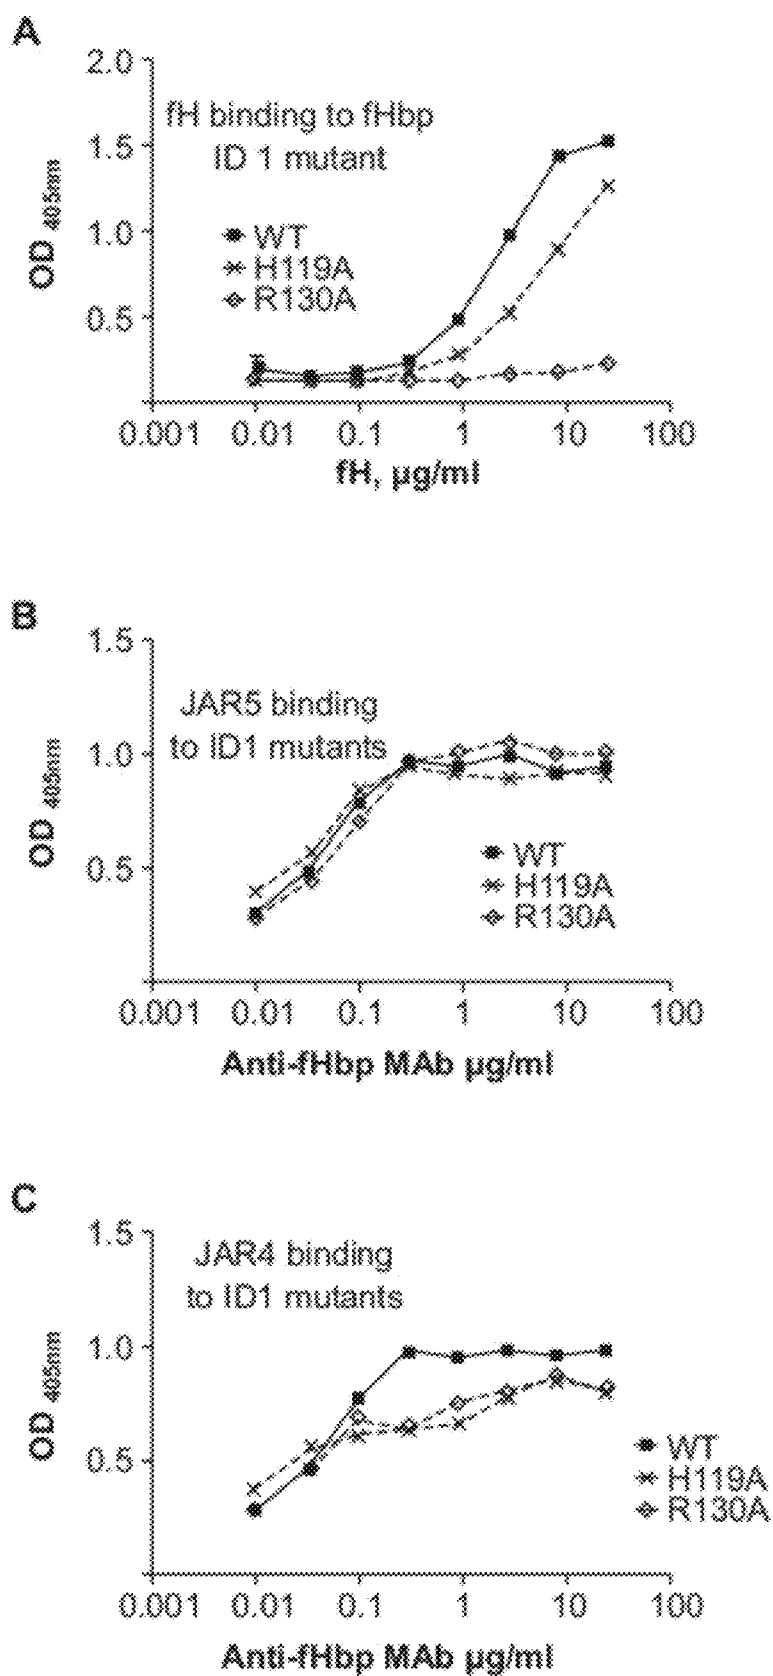 A
2.0
fH binding to fHbp
ID 1 mutant
1.5
OD 405nm
1.0
WT
H119A
R130A
0.5
0.001 0.01 0.1 1 10 100
fH, µg/ml
B
1.5
JAR5 binding
to ID1 mutants
1.0
OD 405nm
0.5
WT
H119A
R130A
0.001 0.01 0.1 1 10 100
Anti-fHbp MAb µg/ml
C
1.5
JAR4 binding
to ID1 mutants
1.0
OD 405nm
0.5
WT
H119A
R130A
0.001 0.01 0.1 1 10 100
Anti-fHbp MAb µg/ml